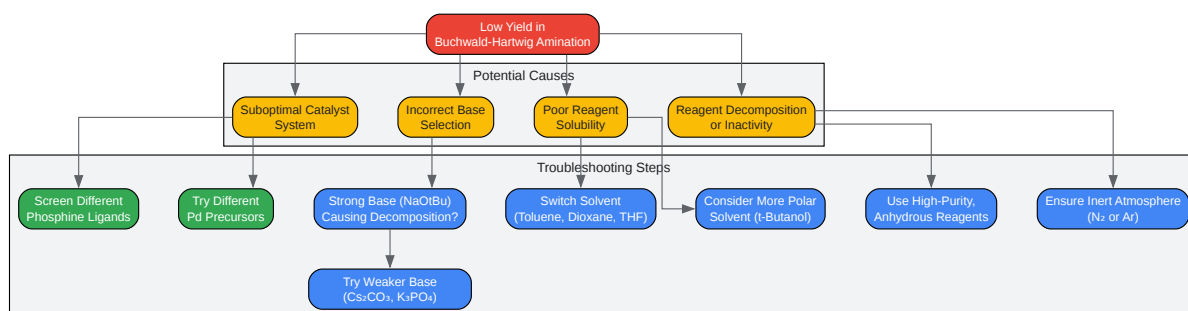 Low Yield in
Buchwald-Hartwig Amination
Potential Causes
Suboptimal Catalyst
System
Incorrect Base
Selection
Poor Reagent
Solubility
Reagent Decomposition
or Inactivity
Troubleshooting Steps
Screen Different
Phosphine Ligands
Try Different
Pd Precursors
Strong Base (NaOtBu)
Causing Decomposition?
Switch Solvent
(Toluene, Dioxane, THF)
Consider More Polar
Solvent (t-Butanol)
Use High-Purity,
Anhydrous Reagents
Ensure Inert Atmosphere
(N₂ or Ar)
Try Weaker Base
(Cs₂CO₃, K₃PO₄)